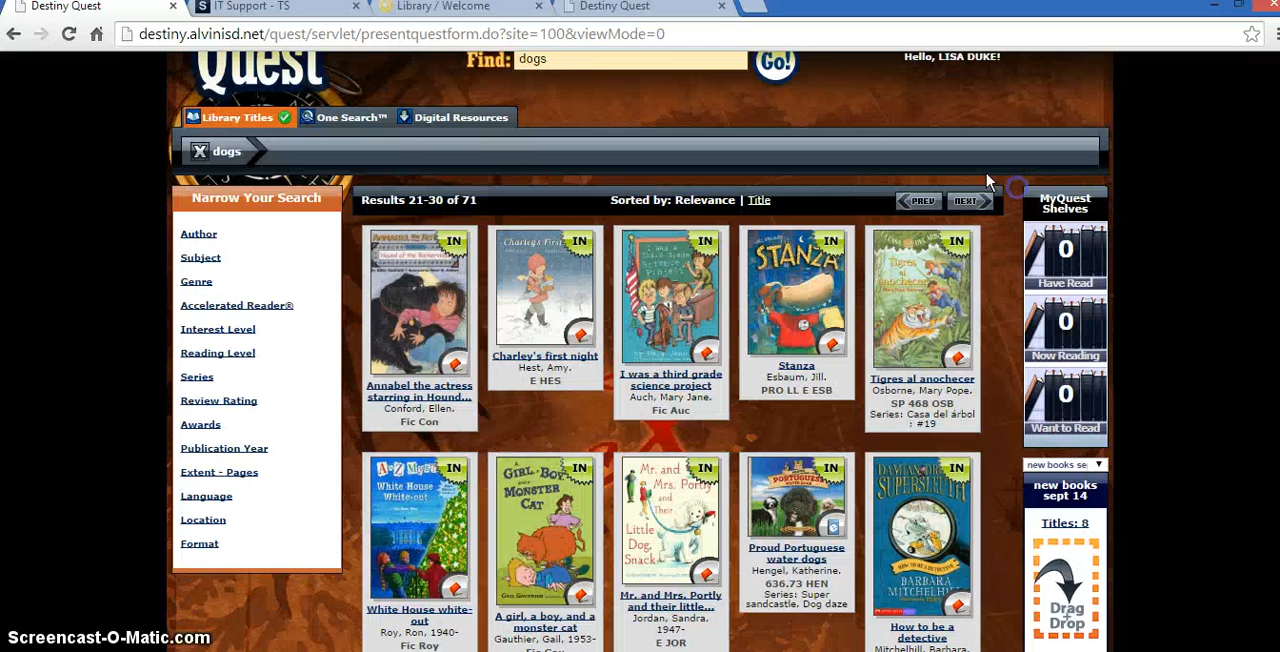 Destiny Quest
IT Support - TS
Library / Welcome
Destiny Quest
destiny.alvinisd.net/quest/servlet/presentquestform.do?site=100&viewMode=0
Quest
Find: dogs Go!
Hello, LISA DUKE!
Library Titles
One Search™
Digital Resources
X dogs
Narrow Your Search
Author
Subject
Genre
Accelerated Reader®
Interest Level
Reading Level
Series
Review Rating
Awards
Publication Year
Extent - Pages
Language
Location
Format
Results 21-30 of 71
Sorted by: Relevance | Title
PREV NEXT
IN
Annabel the actress
starring in Hound...
Conford, Ellen.
Fic Con
Charley's First
IN
Charley's first night
Hest, Amy.
E HES
I was a
IN
I was a third grade
science project
Auch, Mary Jane.
Fic Auc
STANZA
IN
Stanza
Esbaum, Jill.
PRO LL E ESB
IN
Tigres al anochecer
Osborne, Mary Pope.
SP 468 OSB
Series: Casa del árbol
; #19
IN
White House white-
out
Roy, Ron, 1940-
Fic Roy
A GIRL, A BOY, and a
MONSTER
CAT
IN
A girl, a boy, and a
monster cat
Gauthier, Gail, 1953-
Mr. and
Mrs. Portly
and Their
Little
Dog,
Snack
IN
Mr. and Mrs. Portly
and their little...
Jordan, Sandra,
1947-
E JOR
PORTUGUESE
IN
Proud Portuguese
water dogs
Hengel, Katherine.
636.73 HEN
Series: Super
sandcastle. Dog daze
SUPERSLEUTH
HOW TO BE A DETECTIVE
BARBARA
MITCHELHILL
IN
How to be a
detective
Mitchelhill, Barbara.
MyQuest
Shelves
0
Have Read
0
Now Reading
0
Want to Read
new books se
new books
sept 14
Titles: 8
Drag
+
Drop
Screencast-O-Matic.com